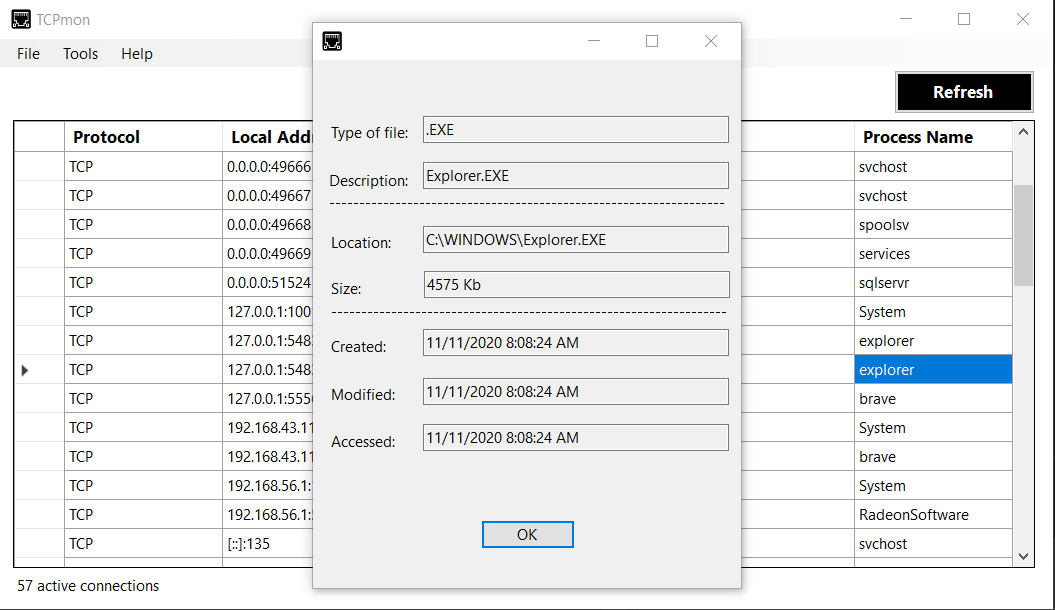 TCPmon
File Tools Help
Refresh
Protocol Local Addr Process Name
TCP 0.0.0.0:49666 svchost
TCP 0.0.0.0:49667 svchost
TCP 0.0.0.0:49668 spoolsv
TCP 0.0.0.0:49669 services
TCP 0.0.0.0:51524 sqlservr
TCP 127.0.0.1:100 System
TCP 127.0.0.1:548 explorer
TCP 127.0.0.1:548 explorer
TCP 127.0.0.1:555 brave
TCP 192.168.43.11 System
TCP 192.168.43.11 brave
TCP 192.168.56.1: System
TCP 192.168.56.1: RadeonSoftware
TCP [::]:135 svchost
57 active connections
Type of file: .EXE
Description: Explorer.EXE
------------------------------------------------------------------
Location: C:\WINDOWS\Explorer.EXE
Size: 4575 Kb
------------------------------------------------------------------
Created: 11/11/2020 8:08:24 AM
Modified: 11/11/2020 8:08:24 AM
Accessed: 11/11/2020 8:08:24 AM
OK